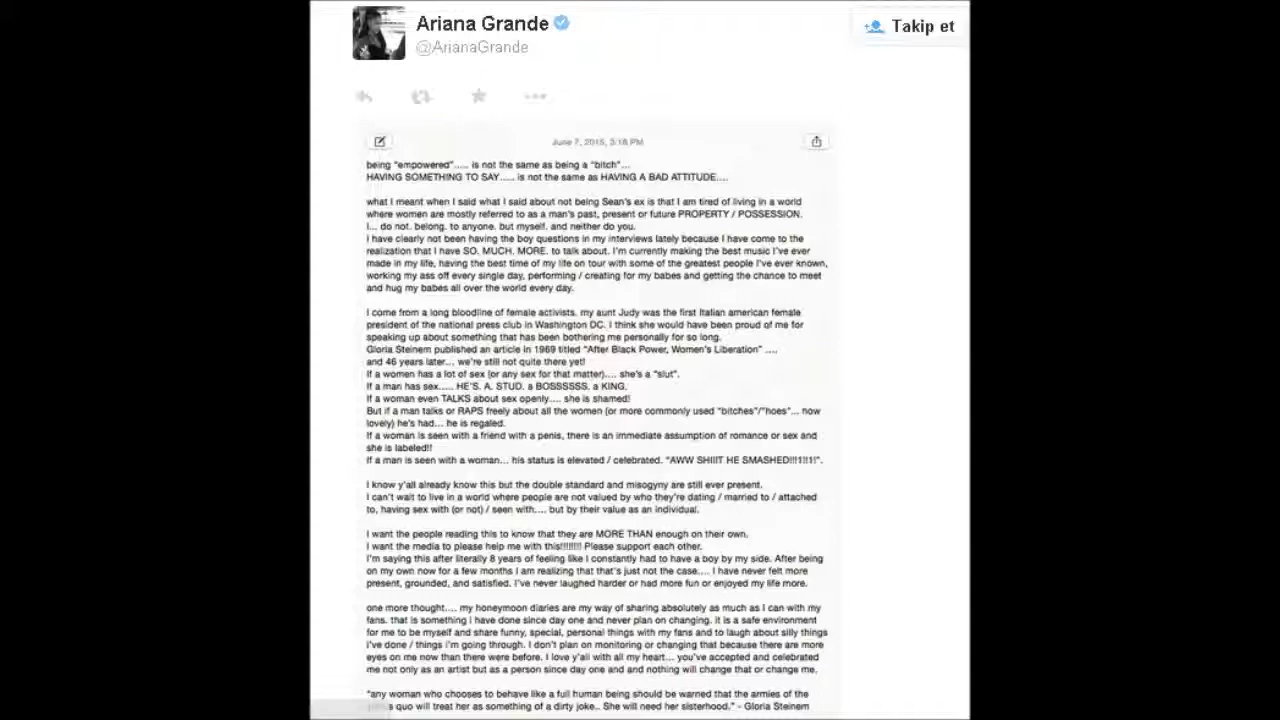 Ariana Grande
@ArianaGrande
Takip et
June 7, 2015, 3:16 PM
being "empowered"..... is not the same as being a "bitch"...
HAVING SOMETHING TO SAY..... is not the same as HAVING A BAD ATTITUDE....
what I meant when I said what I said about not being Sean's ex is that I am tired of living in a world
where women are mostly referred to as a man's past, present or future PROPERTY / POSSESSION.
I... do not. belong. to anyone. but myself. and neither do you.
I have clearly not been having the boy questions in my interviews lately because I have come to the
realization that I have SO. MUCH. MORE. to talk about. I'm currently making the best music I've ever
made in my life, having the best time of my life on tour with some of the greatest people I've ever known,
working my ass off every single day, performing / creating for my babes and getting the chance to meet
and hug my babes all over the world every day.
I come from a long bloodline of female activists. my aunt Judy was the first Italian american female
president of the national press club in Washington DC. I think she would have been proud of me for
speaking up about something that has been bothering me personally for so long.
Gloria Steinem published an article in 1969 titled "After Black Power, Women's Liberation" ....
and 46 years later... we're still not quite there yet!
If a women has a lot of sex (or any sex for that matter).... she's a "slut".
If a man has sex..... HE'S. A. STUD. a BOSSSSSS. a KING.
If a woman even TALKS about sex openly.... she is shamed!
But if a man talks or RAPS freely about all the women (or more commonly used "bitches"/"hoes"... now
lovely) he's had... he is regaled.
If a woman is seen with a friend with a penis, there is an immediate assumption of romance or sex and
she is labeled!!
If a man is seen with a woman... his status is elevated / celebrated. "AWW SHIIIT HE SMASHED!!!1!!1!".
I know y'all already know this but the double standard and misogyny are still ever present.
I can't wait to live in a world where people are not valued by who they're dating / married to / attached
to, having sex with (or not) / seen with.... but by their value as an individual.
I want the people reading this to know that they are MORE THAN enough on their own.
I want the media to please help me with this!!!!!!!! Please support each other.
I'm saying this after literally 8 years of feeling like I constantly had to have a boy by my side. After being
on my own now for a few months I am realizing that that's just not the case.... I have never felt more
present, grounded, and satisfied. I've never laughed harder or had more fun or enjoyed my life more.
one more thought.... my honeymoon diaries are my way of sharing absolutely as much as I can with my
fans. that is something I have done since day one and never plan on changing. it is a safe environment
for me to be myself and share funny, special, personal things with my fans and to laugh about silly things
i've done / things i'm going through. I don't plan on monitoring or changing that because there are more
eyes on me now than there were before. I love y'all with all my heart... you've accepted and celebrated
me not only as an artist but as a person since day one and and nothing will change that or change me.
"any woman who chooses to behave like a full human being should be warned that the armies of the
quo will treat her as something of a dirty joke.. She will need her sisterhood." - Gloria Steinem